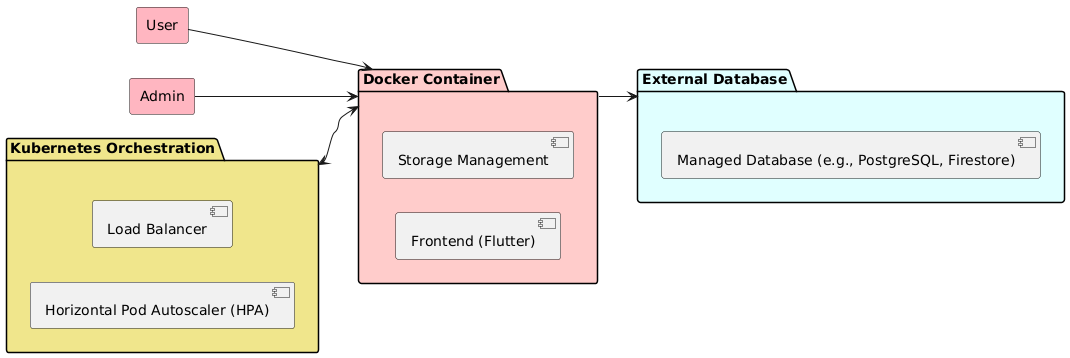 User
Admin
Kubernetes Orchestration
Load Balancer
Horizontal Pod Autoscaler (HPA)
Docker Container
Storage Management
Frontend (Flutter)
External Database
Managed Database (e.g., PostgreSQL, Firestore)